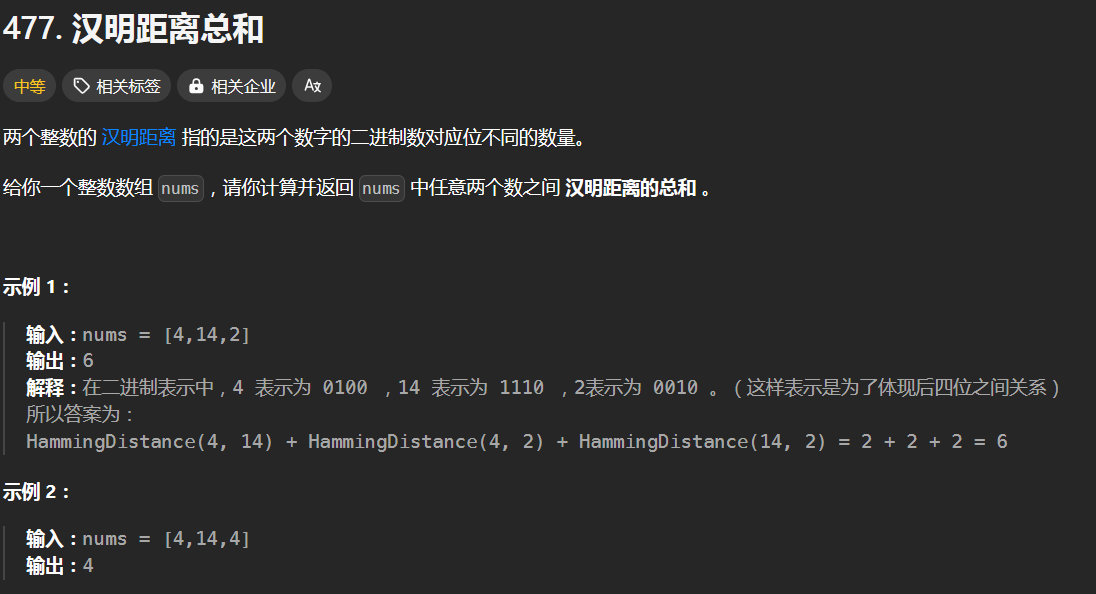 477. 汉明距离总和
中等 相关标签 相关企业 Az
两个整数的 汉明距离 指的是这两个数字的二进制数对应位不同的数量。
给你一个整数数组 nums，请你计算并返回 nums 中任意两个数之间 汉明距离的总和 。
示例 1：
输入：nums = [4,14,2]
输出：6
解释：在二进制表示中，4 表示为 0100 ，14 表示为 1110 ，2表示为 0010 。（这样表示是为了体现后四位之间关系）
所以答案为：
HammingDistance(4, 14) + HammingDistance(4, 2) + HammingDistance(14, 2) = 2 + 2 + 2 = 6
示例 2：
输入：nums = [4,14,4]
输出：4